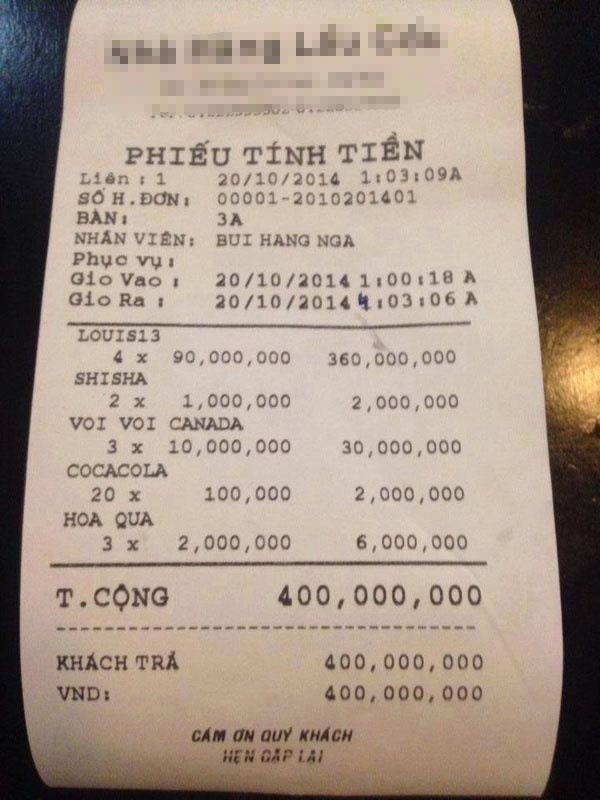 PHIẾU TÍNH TIỀN
Liên : 1 20/10/2014 1:03:09A
SỐ H.ĐƠN: 00001-2010201401
BÀN: 3A
NHÂN VIÊN: BUI HANG NGA
Phục vụ :
Gio Vao : 20/10/2014 1:00:18 A
Gio Ra : 20/10/2014 4:03:06 A
LOUIS13
4 x 90,000,000 360,000,000
SHISHA
2 x 1,000,000 2,000,000
VOI VOI CANADA
3 x 10,000,000 30,000,000
COCACOLA
20 x 100,000 2,000,000
HOA QUA
3 x 2,000,000 6,000,000
T.CỘNG 400,000,000
KHÁCH TRẢ 400,000,000
VND: 400,000,000
CÁM ƠN QUÝ KHÁCH
HẸN GẶP LẠI